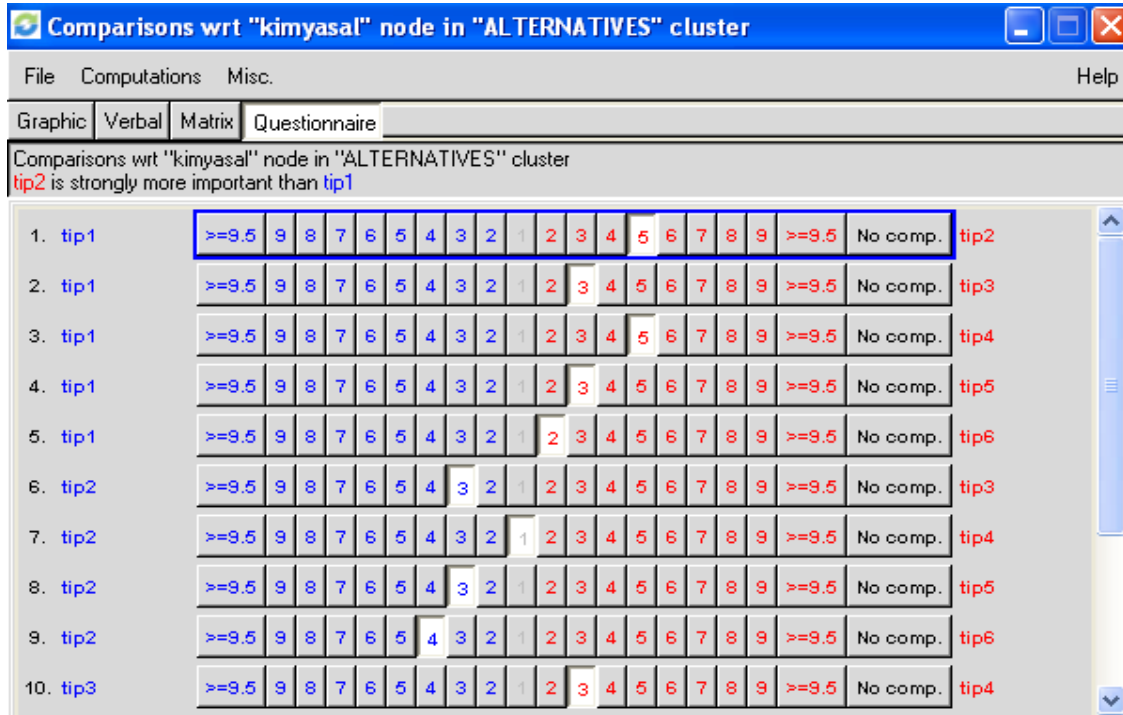 Comparisons wrt "kimyasal" node in "ALTERNATIVES" cluster
File Computations Misc. Help
Graphic Verbal Matrix Questionnaire
Comparisons wrt "kimyasal" node in "ALTERNATIVES" cluster
tip2 is strongly more important than tip1
1. tip1 >=9.5 9 8 7 6 5 4 3 2 1 2 3 4 5 6 7 8 9 >=9.5 No comp. tip2
2. tip1 >=9.5 9 8 7 6 5 4 3 2 1 2 3 4 5 6 7 8 9 >=9.5 No comp. tip3
3. tip1 >=9.5 9 8 7 6 5 4 3 2 1 2 3 4 5 6 7 8 9 >=9.5 No comp. tip4
4. tip1 >=9.5 9 8 7 6 5 4 3 2 1 2 3 4 5 6 7 8 9 >=9.5 No comp. tip5
5. tip1 >=9.5 9 8 7 6 5 4 3 2 1 2 3 4 5 6 7 8 9 >=9.5 No comp. tip6
6. tip2 >=9.5 9 8 7 6 5 4 3 2 1 2 3 4 5 6 7 8 9 >=9.5 No comp. tip3
7. tip2 >=9.5 9 8 7 6 5 4 3 2 1 2 3 4 5 6 7 8 9 >=9.5 No comp. tip4
8. tip2 >=9.5 9 8 7 6 5 4 3 2 1 2 3 4 5 6 7 8 9 >=9.5 No comp. tip5
9. tip2 >=9.5 9 8 7 6 5 4 3 2 1 2 3 4 5 6 7 8 9 >=9.5 No comp. tip6
10. tip3 >=9.5 9 8 7 6 5 4 3 2 1 2 3 4 5 6 7 8 9 >=9.5 No comp. tip4